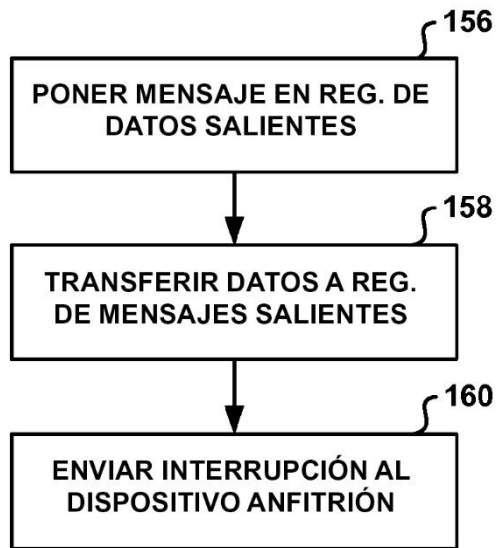 156
PONER MENSAJE EN REG. DE
DATOS SALIENTES
158
TRANSFERIR DATOS A REG.
DE MENSAJES SALIENTES
160
ENVIAR INTERRUPCIÓN AL
DISPOSITIVO ANFITRIÓN